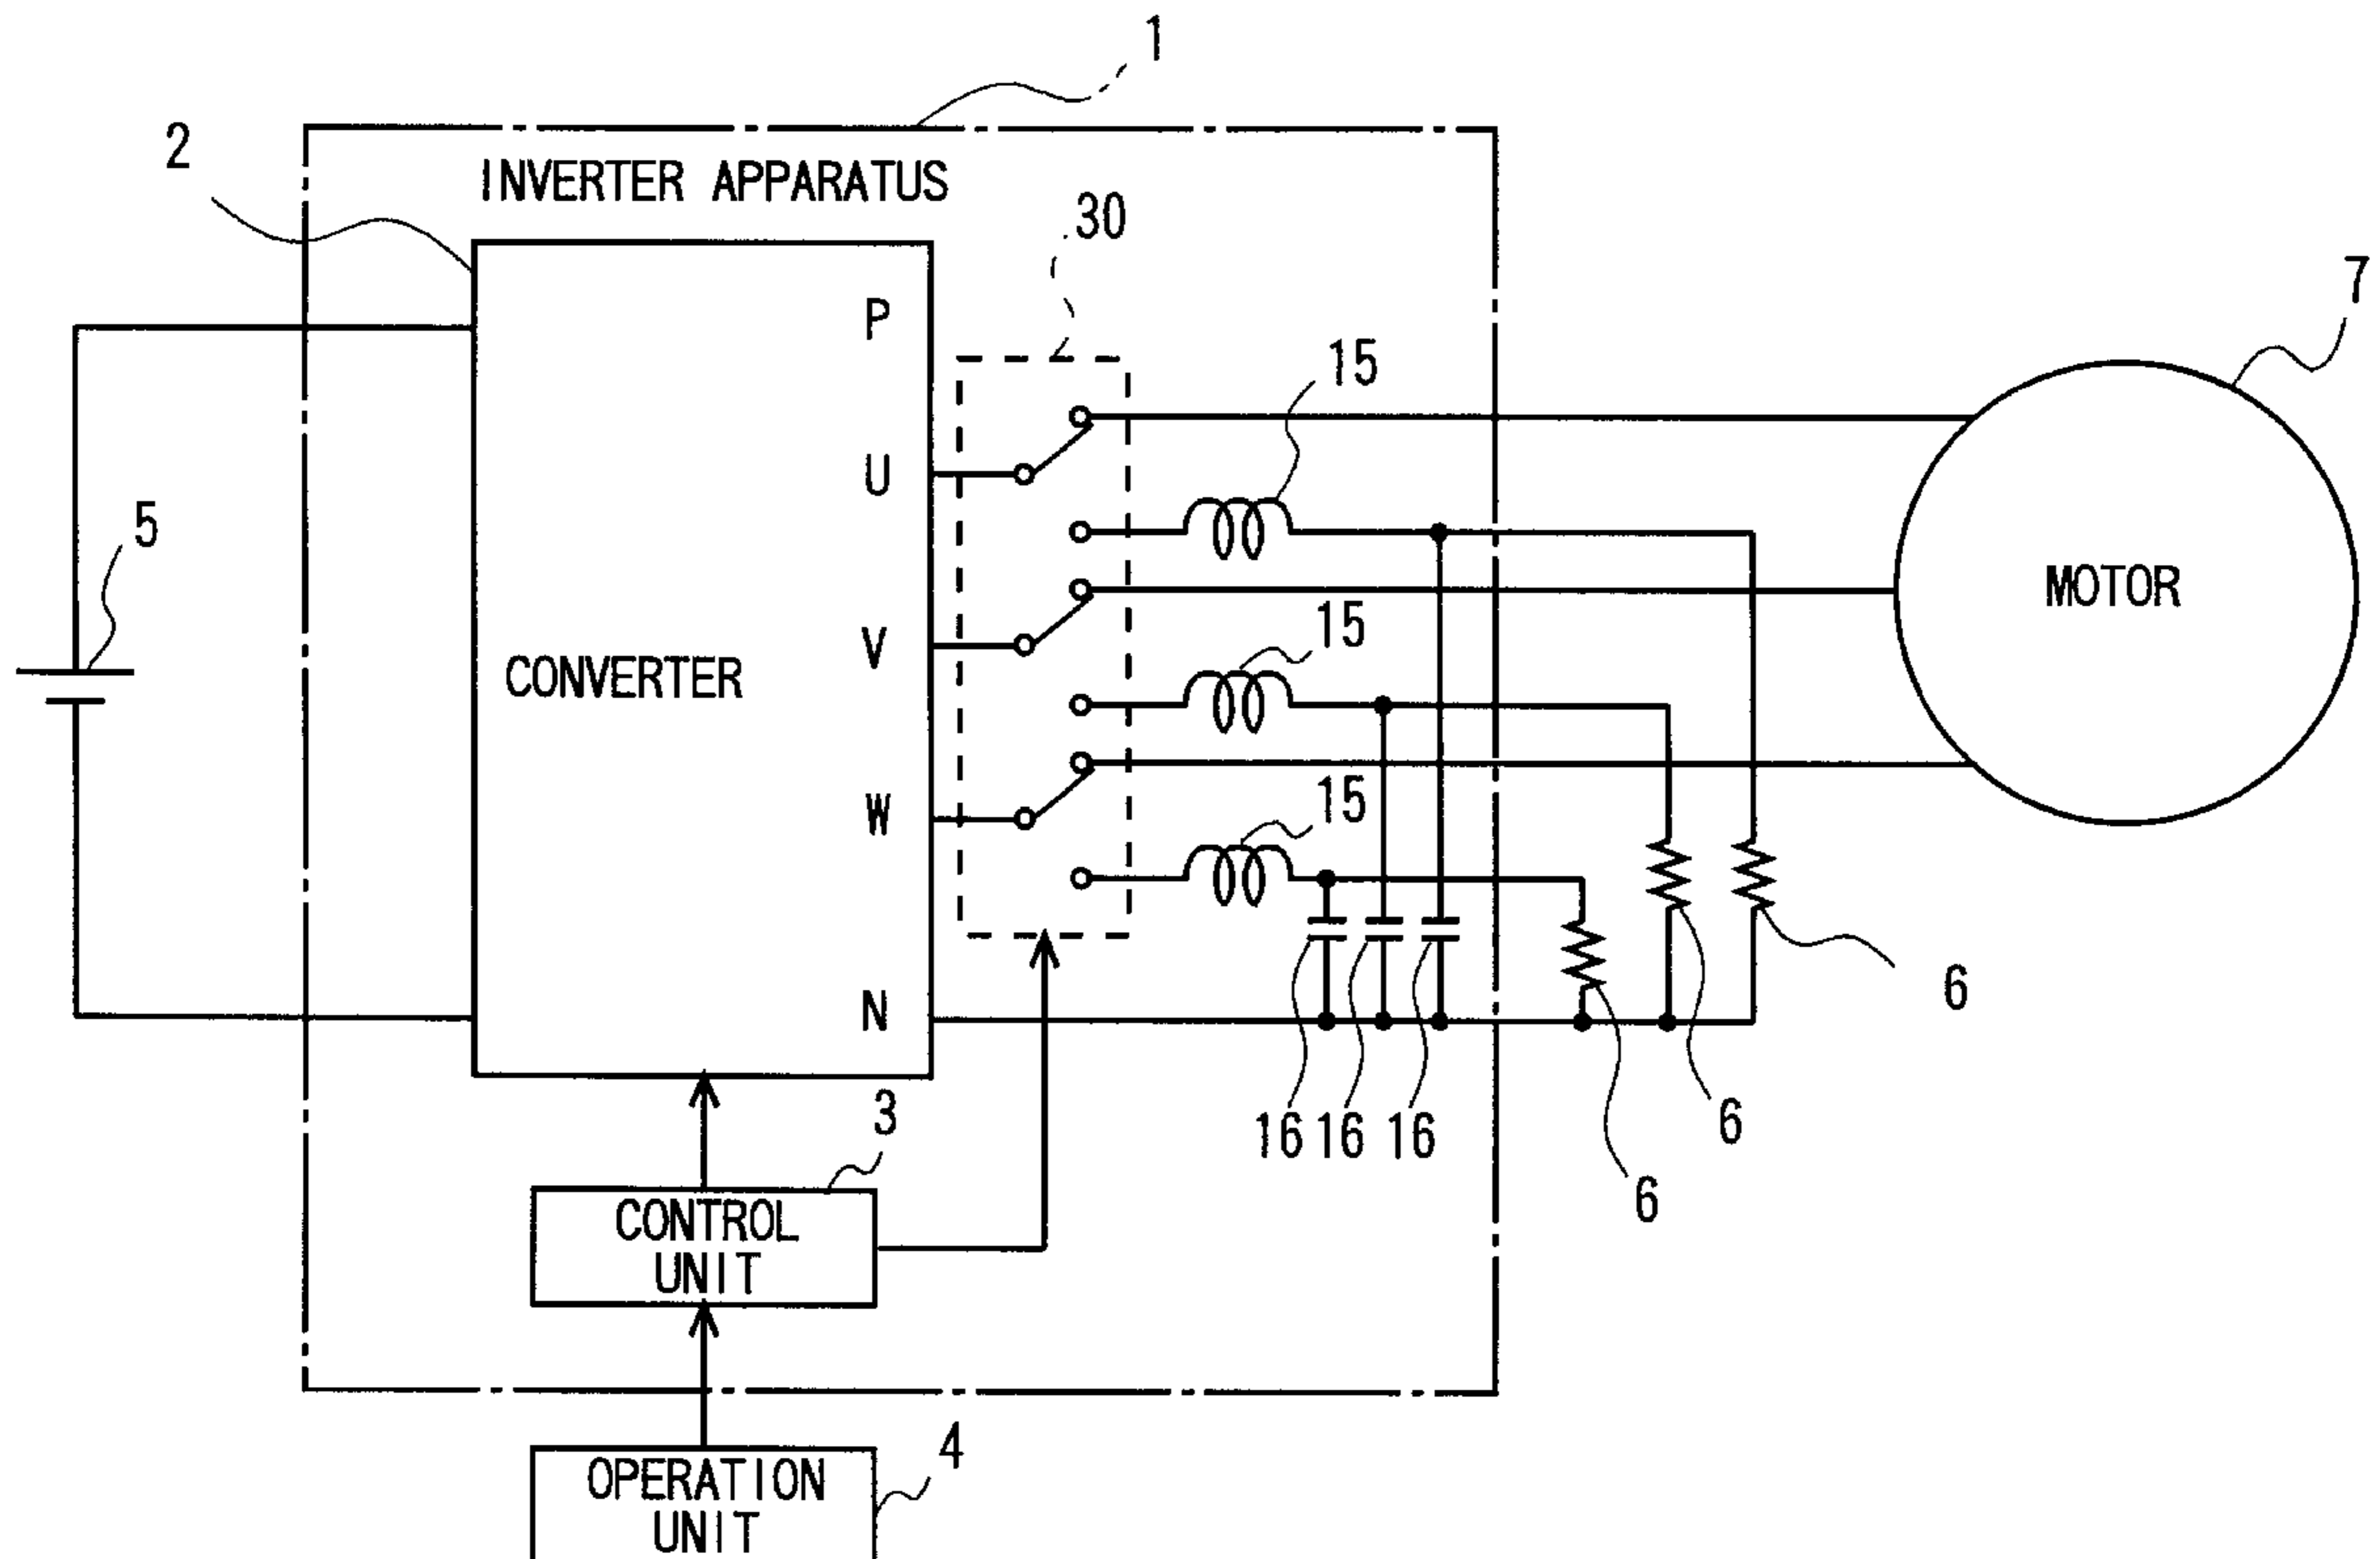 1
2
INVERTER APPARATUS
30
7
P
15
U
5
MOTOR
15
V
CONVERTER
15
W
6
N
3
16 16 16
6
6
CONTROL
UNIT
4
OPERATION
UNIT